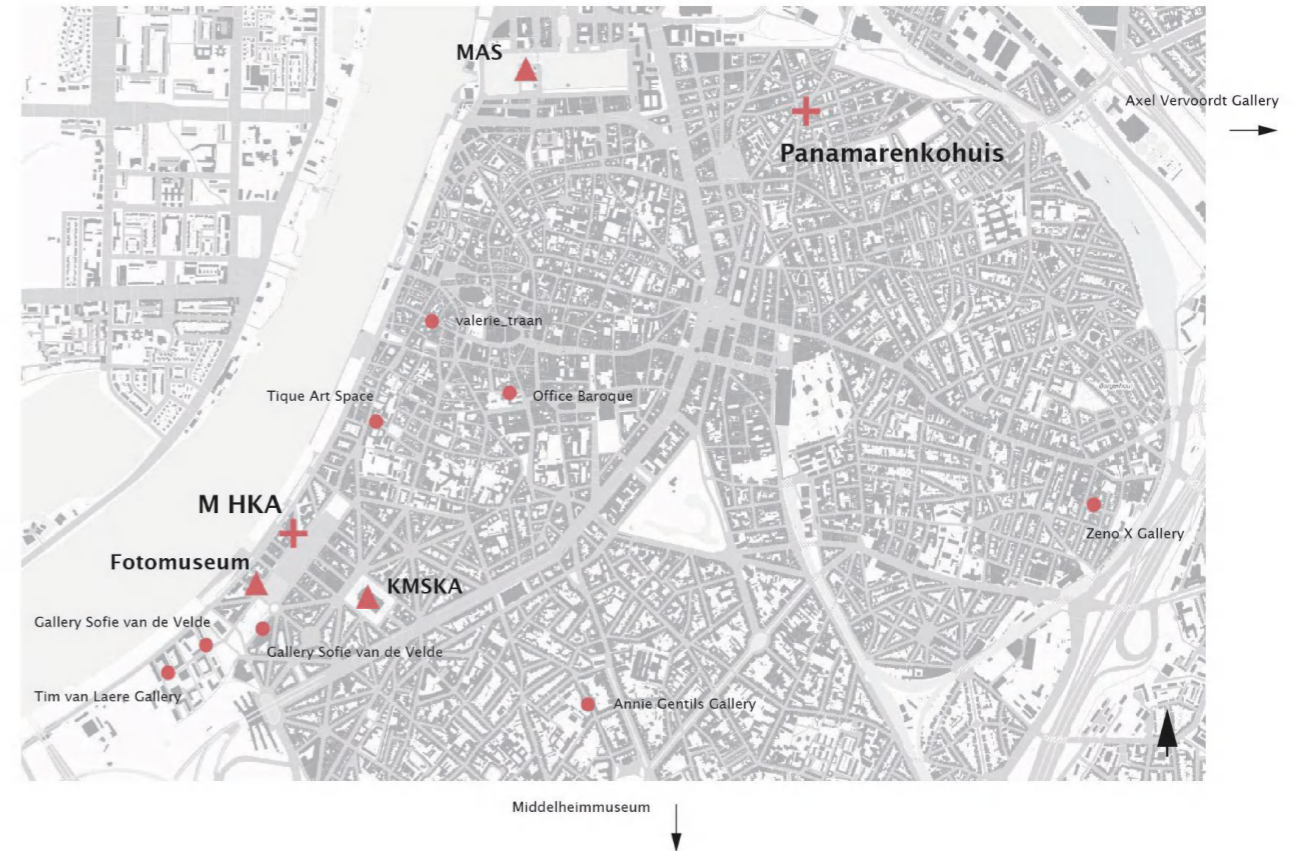 MAS
Axel Vervoordt Gallery
Panamarenkohuis
valerie_traan
Tique Art Space
Office Baroque
M HKA
Zeno X Gallery
Fotomuseum
KMSKA
Gallery Sofie van de Velde
Gallery Sofie van de Velde
Tim van Laere Gallery
Annie Gentils Gallery
Middelheimmuseum